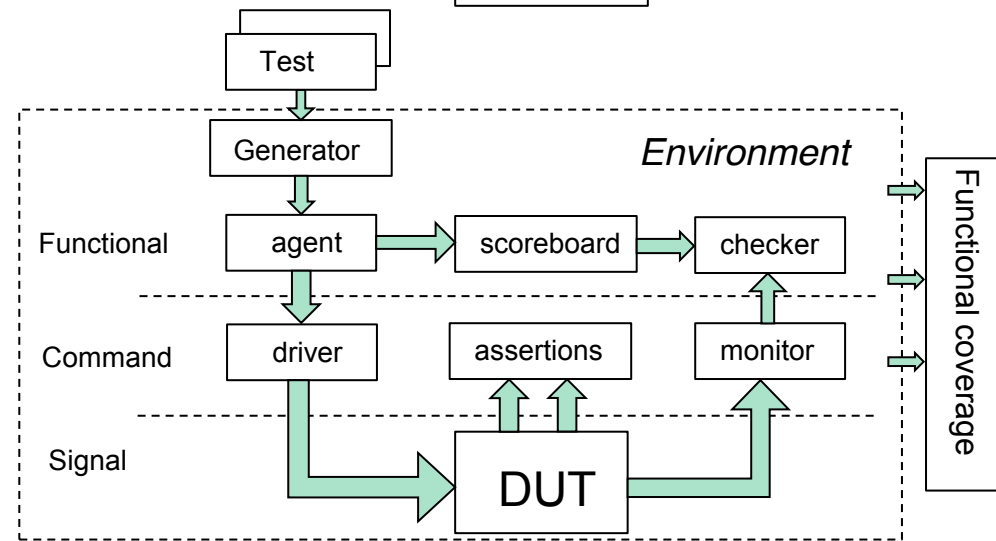 Test
Generator
Environment
Functional
agent
scoreboard
checker
Command
driver
assertions
monitor
Signal
DUT
Functional coverage